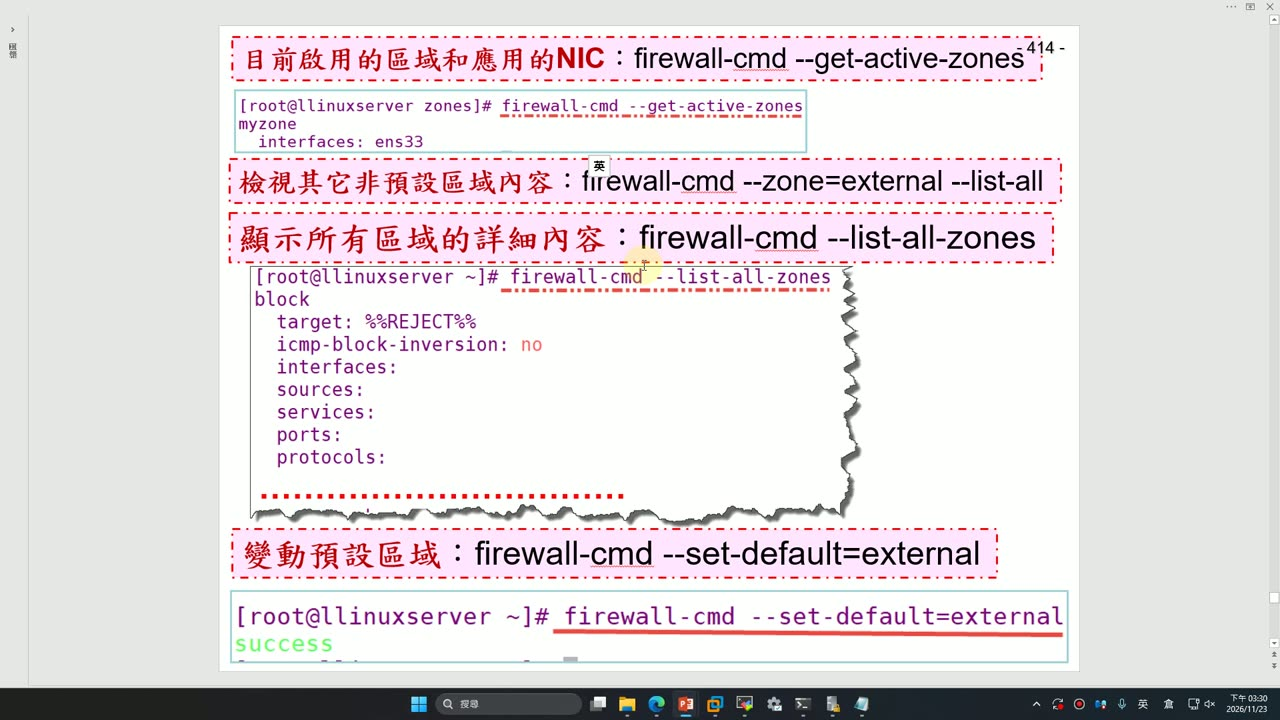 目前啟用的區域和應用的NIC：firewall-cmd --get-active-zones
- 414 -
[root@llinuxserver zones]# firewall-cmd --get-active-zones
myzone
interfaces: ens33
英
檢視其它非預設區域內容：firewall-cmd --zone=external --list-all
顯示所有區域的詳細內容：firewall-cmd --list-all-zones
[root@llinuxserver ~]# firewall-cmd --list-all-zones
block
target: %%REJECT%%
icmp-block-inversion: no
interfaces:
sources:
services:
ports:
protocols:
變動預設區域：firewall-cmd --set-default=external
[root@llinuxserver ~]# firewall-cmd --set-default=external
success
搜尋
英
下午 03:30
2026/11/23